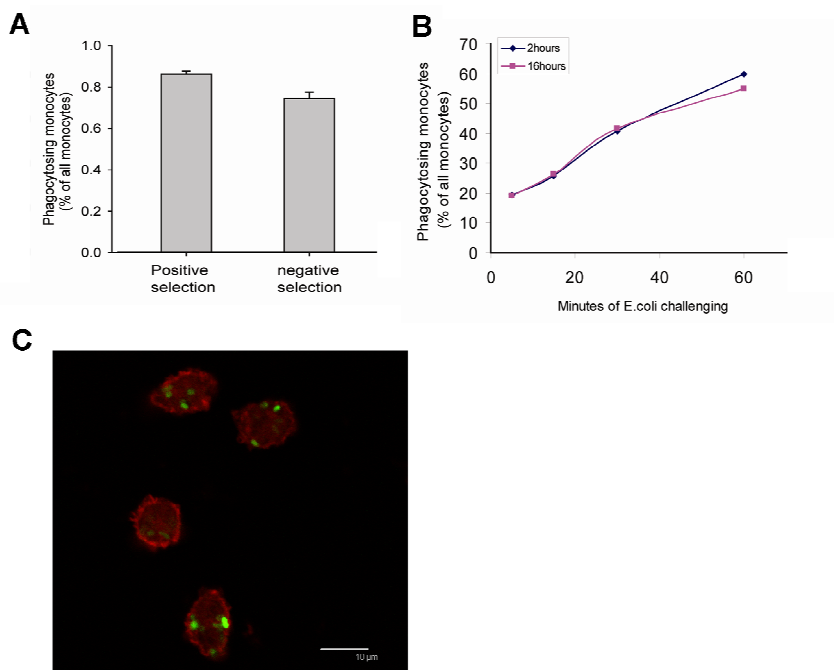 A
Phagocytosing monocytes
(% of all monocytes)
1.0
0.8
0.6
0.4
0.2
0.0
Positive
selection
negative
selection
B
Phagocytosing monocytes
(% of all monocytes)
70
60
50
40
30
20
10
0
2hours
16hours
0
20
40
60
Minutes of E.coli challenging
C
10 µm